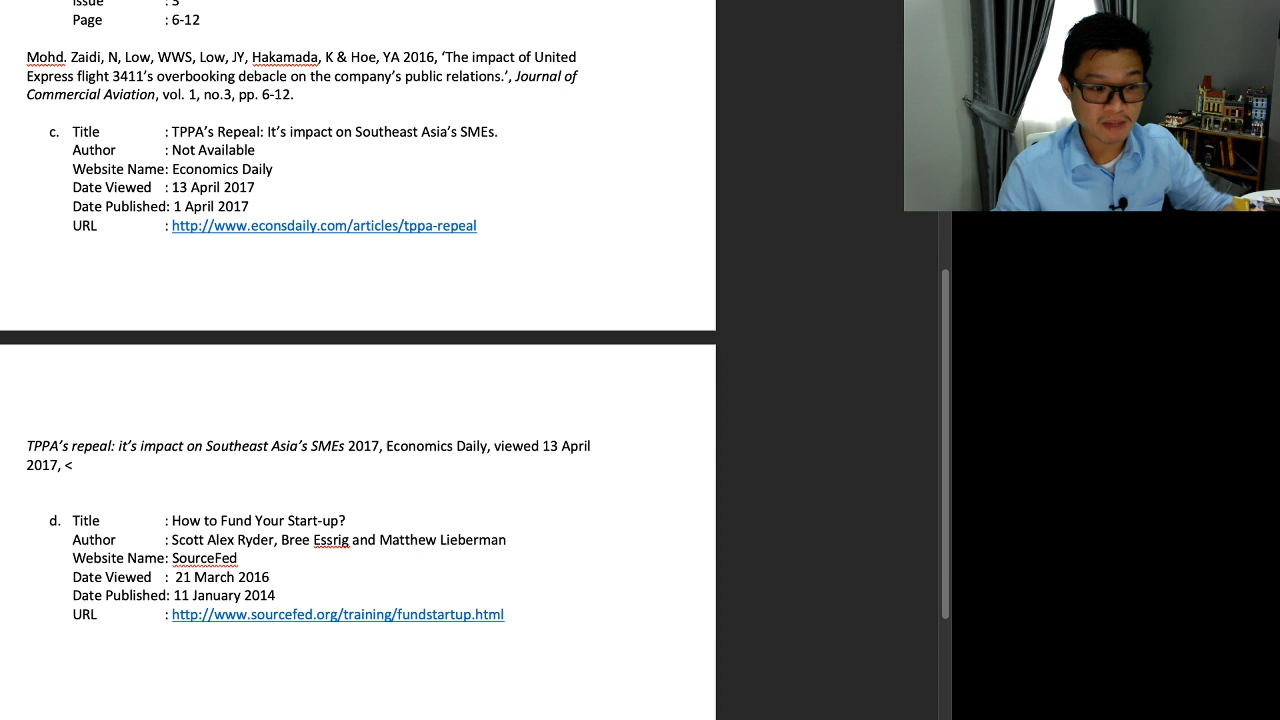 Issue : 3
Page : 6-12
Mohd. Zaidi, N, Low, WWS, Low, JY, Hakamada, K & Hoe, YA 2016, ‘The impact of United
Express flight 3411’s overbooking debacle on the company’s public relations.’, Journal of
Commercial Aviation, vol. 1, no.3, pp. 6-12.
c. Title : TPPA’s Repeal: It’s impact on Southeast Asia’s SMEs.
Author : Not Available
Website Name: Economics Daily
Date Viewed : 13 April 2017
Date Published: 1 April 2017
URL : http://www.econsdaily.com/articles/tppa-repeal
TPPA’s repeal: it’s impact on Southeast Asia’s SMEs 2017, Economics Daily, viewed 13 April
2017, <
d. Title : How to Fund Your Start-up?
Author : Scott Alex Ryder, Bree Essrig and Matthew Lieberman
Website Name: SourceFed
Date Viewed : 21 March 2016
Date Published: 11 January 2014
URL : http://www.sourcefed.org/training/fundstartup.html